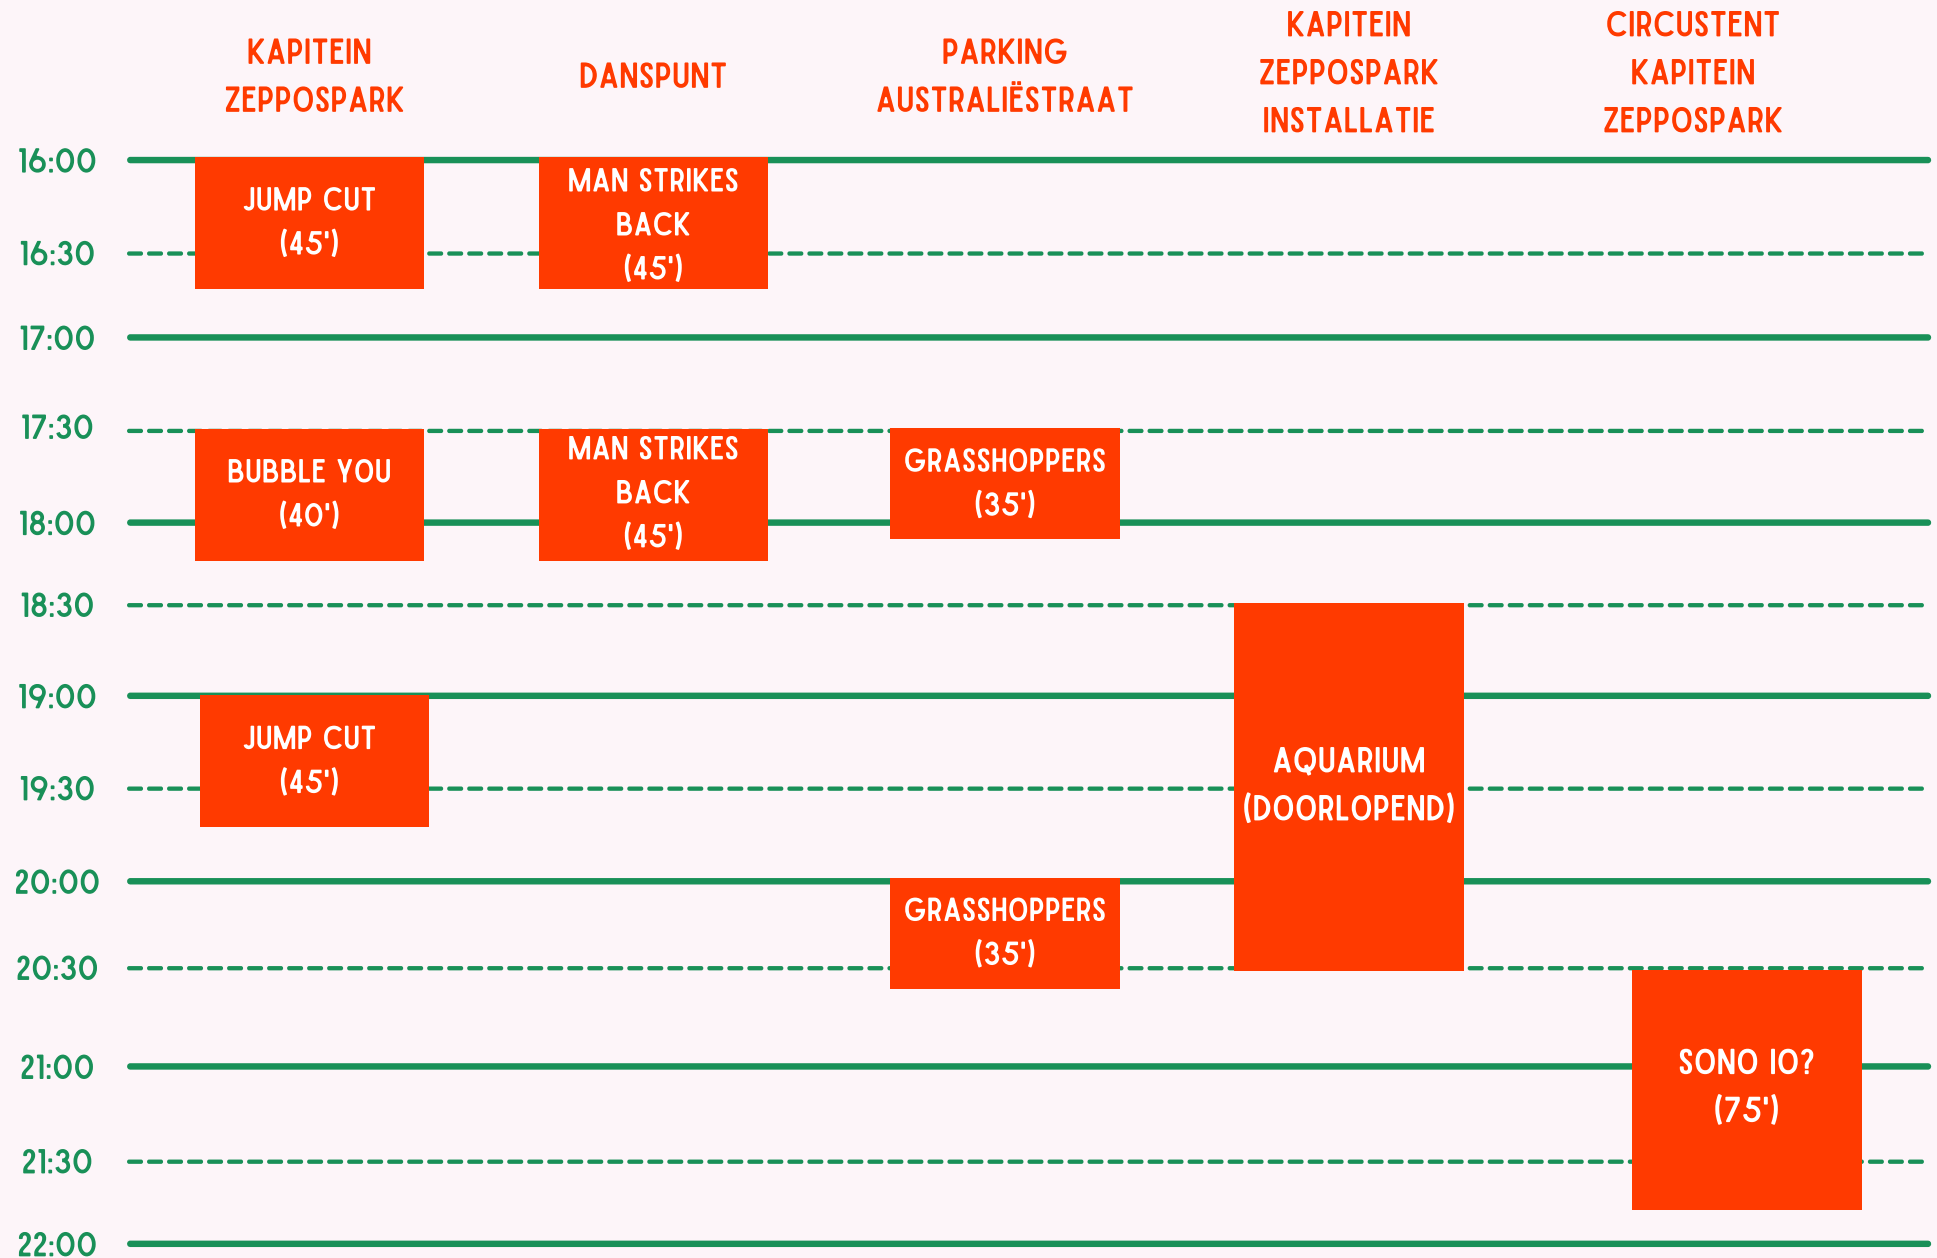 KAPITEIN
ZEPPOSPARK
DANSPUNT
PARKING
AUSTRALIËSTRAAT
KAPITEIN
ZEPPOSPARK
INSTALLATIE
CIRCUSTENT
KAPITEIN
ZEPPOSPARK
16:00
JUMP CUT
(45')
MAN STRIKES
BACK
(45')
16:30
17:00
17:30
BUBBLE YOU
(40')
MAN STRIKES
BACK
(45')
GRASSHOPPERS
(35')
18:00
18:30
19:00
JUMP CUT
(45')
AQUARIUM
(DOORLOPEND)
19:30
20:00
GRASSHOPPERS
(35')
20:30
21:00
SONO IO?
(75')
21:30
22:00